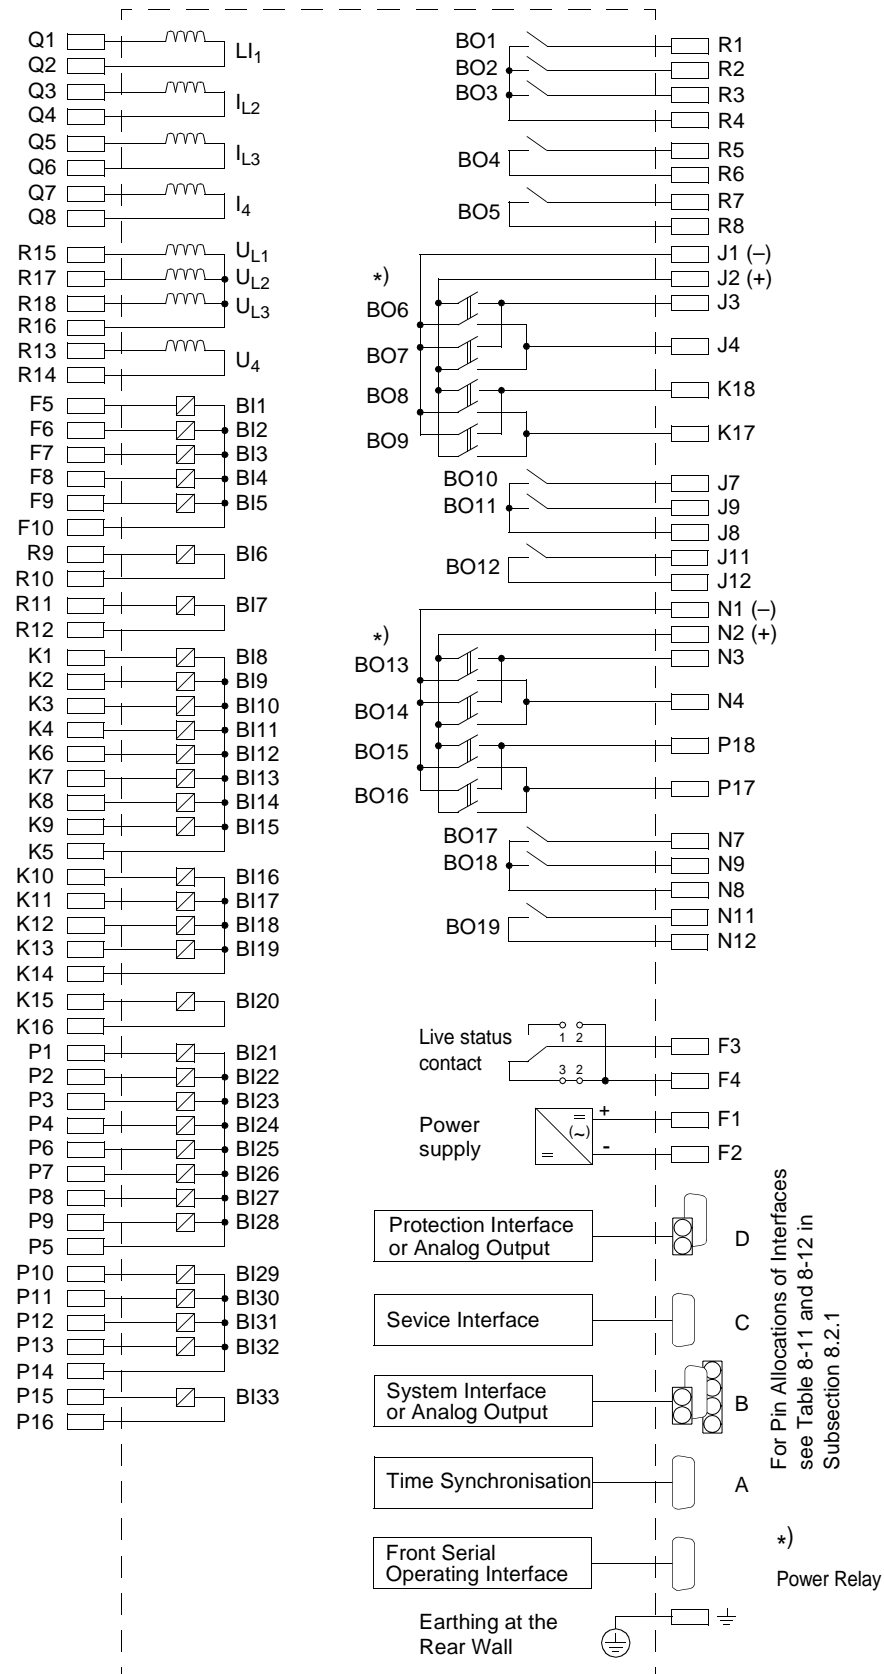 Q1
Q2
LI1
Q3
Q4
IL2
Q5
Q6
IL3
Q7
Q8
I4
R15
UL1
R17
UL2
R18
UL3
R16
R13
R14
U4
F5 BI1
F6 BI2
F7 BI3
F8 BI4
F9 BI5
F10
R9 BI6
R10
R11 BI7
R12
K1 BI8
K2 BI9
K3 BI10
K4 BI11
K6 BI12
K7 BI13
K8 BI14
K9 BI15
K5
K10 BI16
K11 BI17
K12 BI18
K13 BI19
K14
K15 BI20
K16
P1 BI21
P2 BI22
P3 BI23
P4 BI24
P6 BI25
P7 BI26
P8 BI27
P9 BI28
P5
P10 BI29
P11 BI30
P12 BI31
P13 BI32
P14
P15 BI33
P16
BO1 R1
BO2 R2
BO3 R3
R4
BO4
R5
R6
BO5
R7
R8
J1 (–)
J2 (+)
*)
BO6 J3
BO7 J4
BO8 K18
BO9 K17
BO10 J7
BO11 J9
J8
BO12
J11
J12
N1 (–)
N2 (+)
*)
BO13 N3
BO14 N4
BO15 P18
BO16 P17
BO17 N7
BO18 N9
N8
BO19
N11
N12
Live status
contact
1 2
3 2
F3
F4
Power
supply
=
(~)
=
+
-
F1
F2
Protection Interface
or Analog Output
D
Sevice Interface
C
System Interface
or Analog Output
B
Time Synchronisation
A
Front Serial
Operating Interface
Earthing at the
Rear Wall
For Pin Allocations of Interfaces
see Table 8-11 and 8-12 in
Subsection 8.2.1
*)
Power Relay